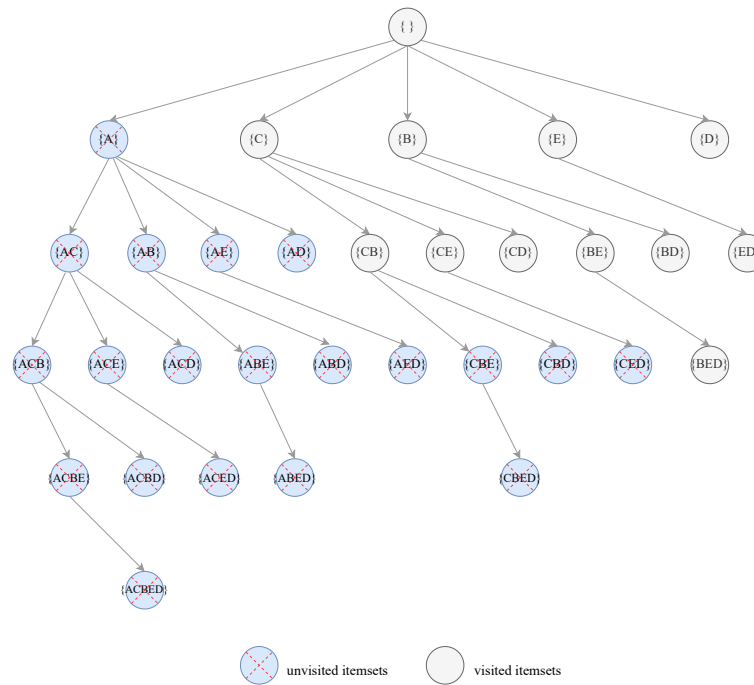 { }
{A} {C} {B} {E} {D}
{AC} {AB} {AE} {AD} {CB} {CE} {CD} {BE} {BD} {ED}
{ACB} {ACE} {ACD} {ABE} {ABD} {AED} {CBE} {CBD} {CED} {BED}
{ACBE} {ACBD} {ACED} {ABED} {CBED}
{ACBED}
unvisited itemsets visited itemsets